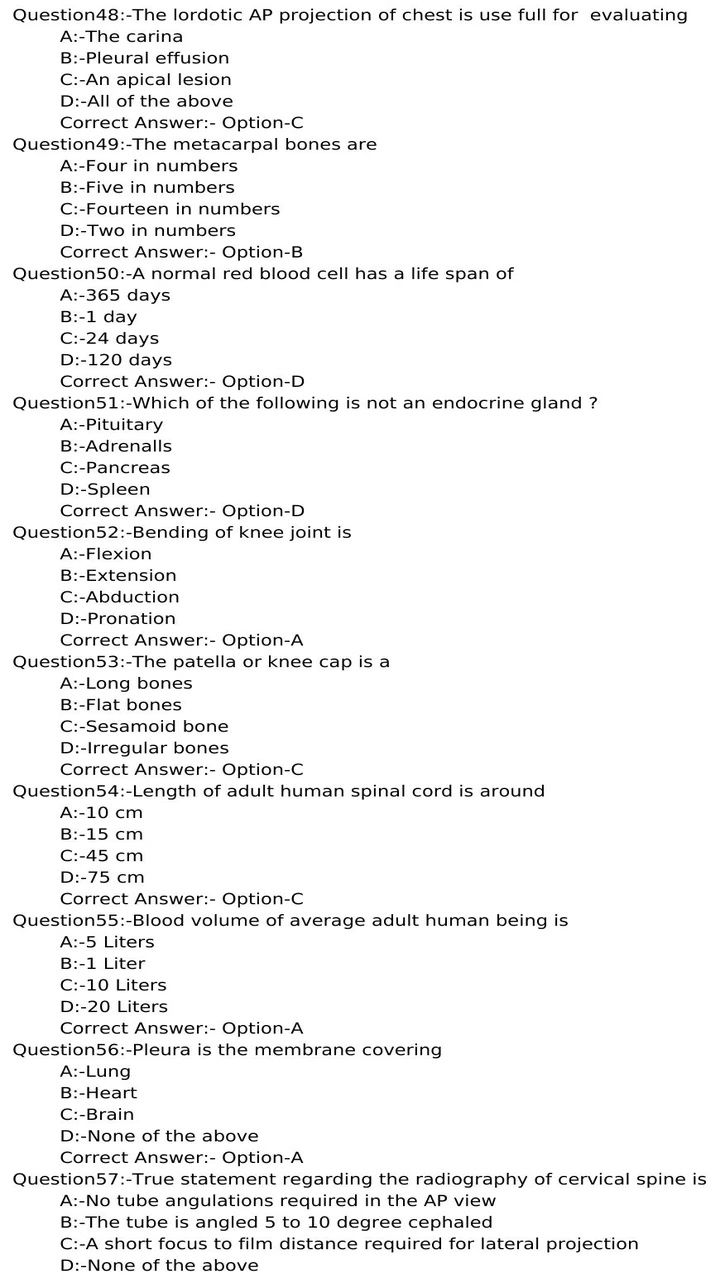 Question48:-The lordotic AP projection of chest is use full for  evaluating
A:-The carina
B:-Pleural effusion
C:-An apical lesion
D:-All of the above
Correct Answer:- Option-C
Question49:-The metacarpal bones are
A:-Four in numbers
B:-Five in numbers
C:-Fourteen in numbers
D:-Two in numbers
Correct Answer:- Option-B
Question50:-A normal red blood cell has a life span of
A:-365 days
B:-1 day
C:-24 days
D:-120 days
Correct Answer:- Option-D
Question51:-Which of the following is not an endocrine gland ?
A:-Pituitary
B:-Adrenalls
C:-Pancreas
D:-Spleen
Correct Answer:- Option-D
Question52:-Bending of knee joint is
A:-Flexion
B:-Extension
C:-Abduction
D:-Pronation
Correct Answer:- Option-A
Question53:-The patella or knee cap is a
A:-Long bones
B:-Flat bones
C:-Sesamoid bone
D:-Irregular bones
Correct Answer:- Option-C
Question54:-Length of adult human spinal cord is around
A:-10 cm
B:-15 cm
C:-45 cm
D:-75 cm
Correct Answer:- Option-C
Question55:-Blood volume of average adult human being is
A:-5 Liters
B:-1 Liter
C:-10 Liters
D:-20 Liters
Correct Answer:- Option-A
Question56:-Pleura is the membrane covering
A:-Lung
B:-Heart
C:-Brain
D:-None of the above
Correct Answer:- Option-A
Question57:-True statement regarding the radiography of cervical spine is
A:-No tube angulations required in the AP view
B:-The tube is angled 5 to 10 degree cephaled
C:-A short focus to film distance required for lateral projection
D:-None of the above